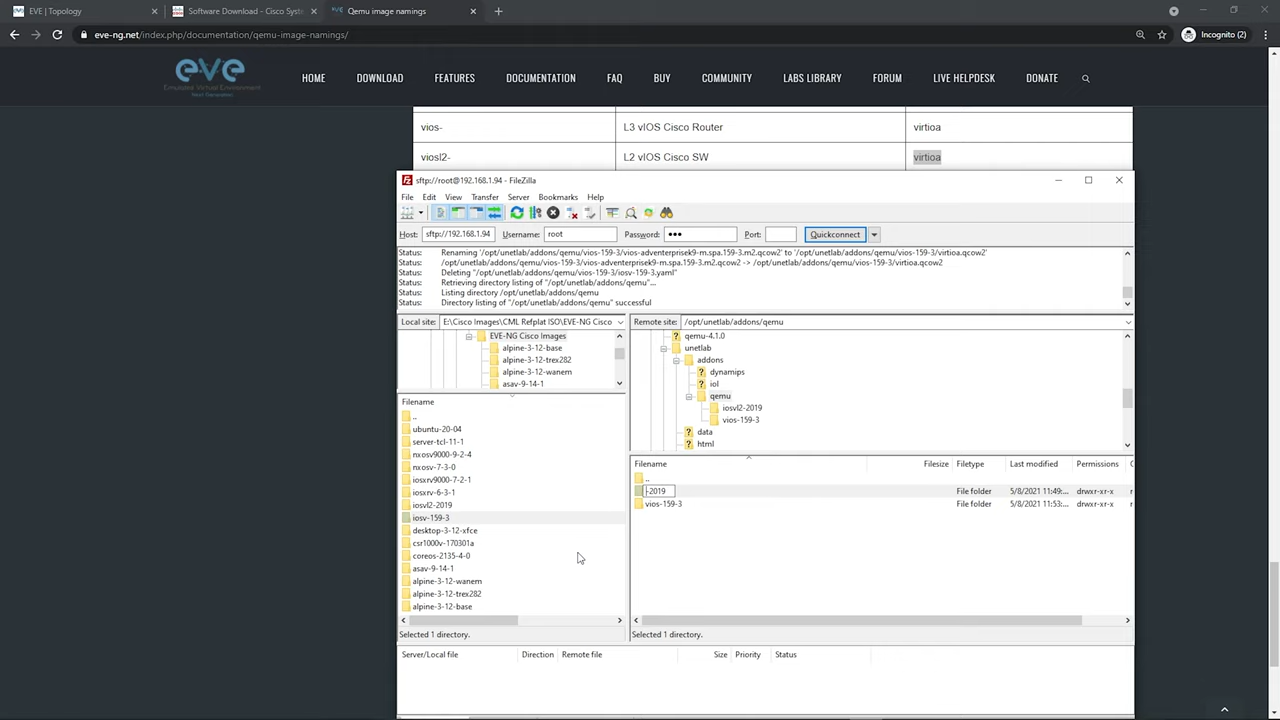 EVE | Topology
Software Download - Cisco Syste
Qemu image namings
eve-ng.net/index.php/documentation/qemu-image-namings/
Incognito (2)
eve
Emulated Virtual Environment
Next Generation
HOME DOWNLOAD FEATURES DOCUMENTATION FAQ BUY COMMUNITY LABS LIBRARY FORUM LIVE HELPDESK DONATE
vios- L3 vIOS Cisco Router virtioa
viosl2- L2 vIOS Cisco SW virtioa
sftp://root@192.168.1.94 - FileZilla
File Edit View Transfer Server Bookmarks Help
Host: sftp://192.168.1.94 Username: root Password: ●●● Port: Quickconnect
Status: Renaming '/opt/unetlab/addons/qemu/vios-159-3/vios-adventerprisek9-m.spa.159-3.m2.qcow2' to '/opt/unetlab/addons/qemu/vios-159-3/virtioa.qcow2'
Status: /opt/unetlab/addons/qemu/vios-159-3/vios-adventerprisek9-m.spa.159-3.m2.qcow2 -> /opt/unetlab/addons/qemu/vios-159-3/virtioa.qcow2
Status: Deleting "/opt/unetlab/addons/qemu/vios-159-3/iosv-159-3.yaml"
Status: Retrieving directory listing of "/opt/unetlab/addons/qemu"...
Status: Listing directory /opt/unetlab/addons/qemu
Status: Directory listing of "/opt/unetlab/addons/qemu" successful
Local site: E:\Cisco Images\CML Refplat ISO\EVE-NG Cisco
EVE-NG Cisco Images
alpine-3-12-base
alpine-3-12-trex282
alpine-3-12-wanem
asav-9-14-1
Filename
..
ubuntu-20-04
server-tcl-11-1
nxosv9000-9-2-4
nxosv-7-3-0
iosxrv9000-7-2-1
iosxrv-6-3-1
iosvl2-2019
iosv-159-3
desktop-3-12-xfce
csr1000v-170301a
coreos-2135-4-0
asav-9-14-1
alpine-3-12-wanem
alpine-3-12-trex282
alpine-3-12-base
Selected 1 directory.
Remote site: /opt/unetlab/addons/qemu
qemu-4.1.0
unetlab
addons
dynamips
iol
qemu
iosvl2-2019
vios-159-3
data
html
Filename Filesize Filetype Last modified Permissions
..
-2019 File folder 5/8/2021 11:49:... drwxr-xr-x
vios-159-3 File folder 5/8/2021 11:53:... drwxr-xr-x
Selected 1 directory.
Server/Local file Direction Remote file Size Priority Status